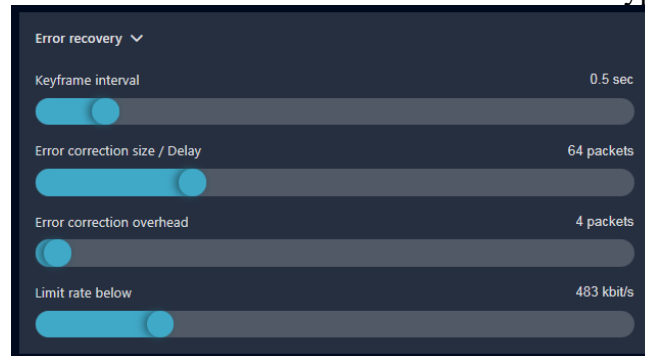 Error recovery
Keyframe interval 0.5 sec
Error correction size / Delay 64 packets
Error correction overhead 4 packets
Limit rate below 483 kbit/s